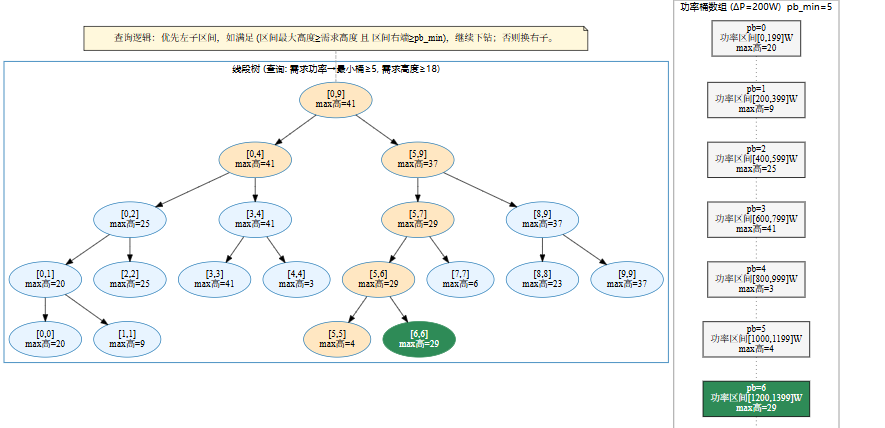 查询逻辑：优先左子区间，如满足 (区间最大高度≥需求高度 且 区间右端≥pb_min)，继续下钻；否则换右子。
线段树 (查询: 需求功率→最小桶≥5, 需求高度≥18)
[0,9]
max高=41
[0,4]
max高=41
[5,9]
max高=37
[0,2]
max高=25
[3,4]
max高=41
[5,7]
max高=29
[8,9]
max高=37
[0,1]
max高=20
[2,2]
max高=25
[3,3]
max高=41
[4,4]
max高=3
[5,6]
max高=29
[7,7]
max高=6
[8,8]
max高=23
[9,9]
max高=37
[0,0]
max高=20
[1,1]
max高=9
[5,5]
max高=4
[6,6]
max高=29
功率桶数组 (ΔP=200W) pb_min=5
pb=0
功率区间[0,199]W
max高=20
pb=1
功率区间[200,399]W
max高=9
pb=2
功率区间[400,599]W
max高=25
pb=3
功率区间[600,799]W
max高=41
pb=4
功率区间[800,999]W
max高=3
pb=5
功率区间[1000,1199]W
max高=4
pb=6
功率区间[1200,1399]W
max高=29